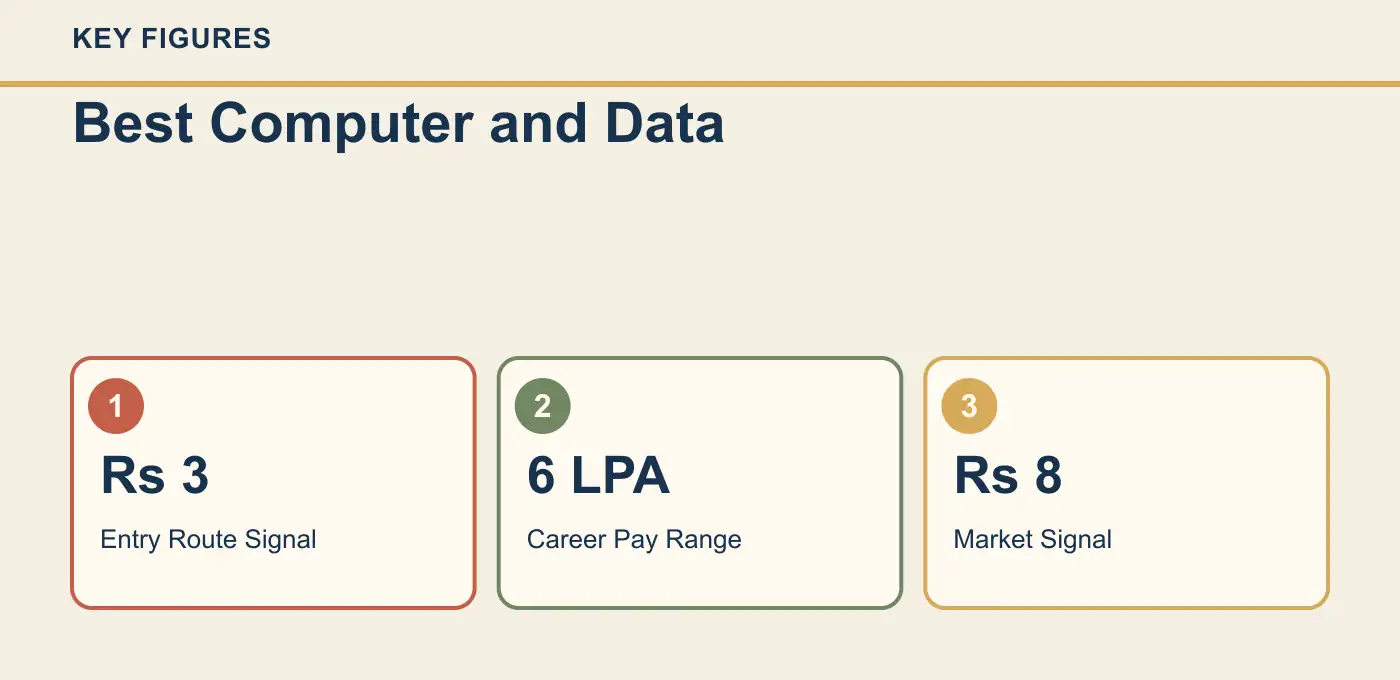 KEY FIGURES
Best Computer and Data
1
Rs 3
Entry Route Signal
2
6 LPA
Career Pay Range
3
Rs 8
Market Signal